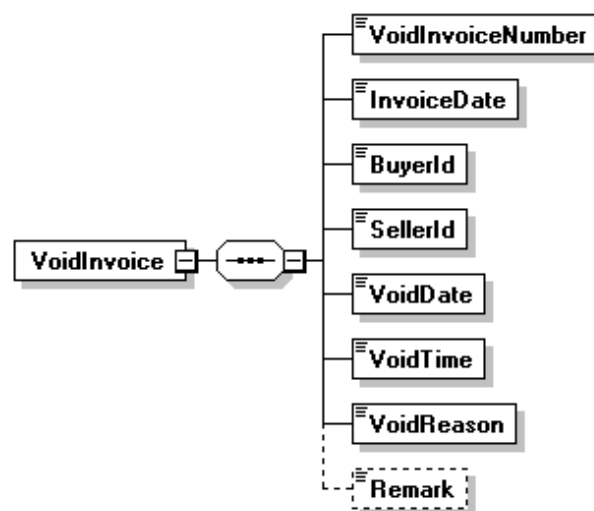 VoidInvoiceNumber
InvoiceDate
BuyerId
SellerId
VoidInvoice
VoidDate
VoidTime
VoidReason
Remark